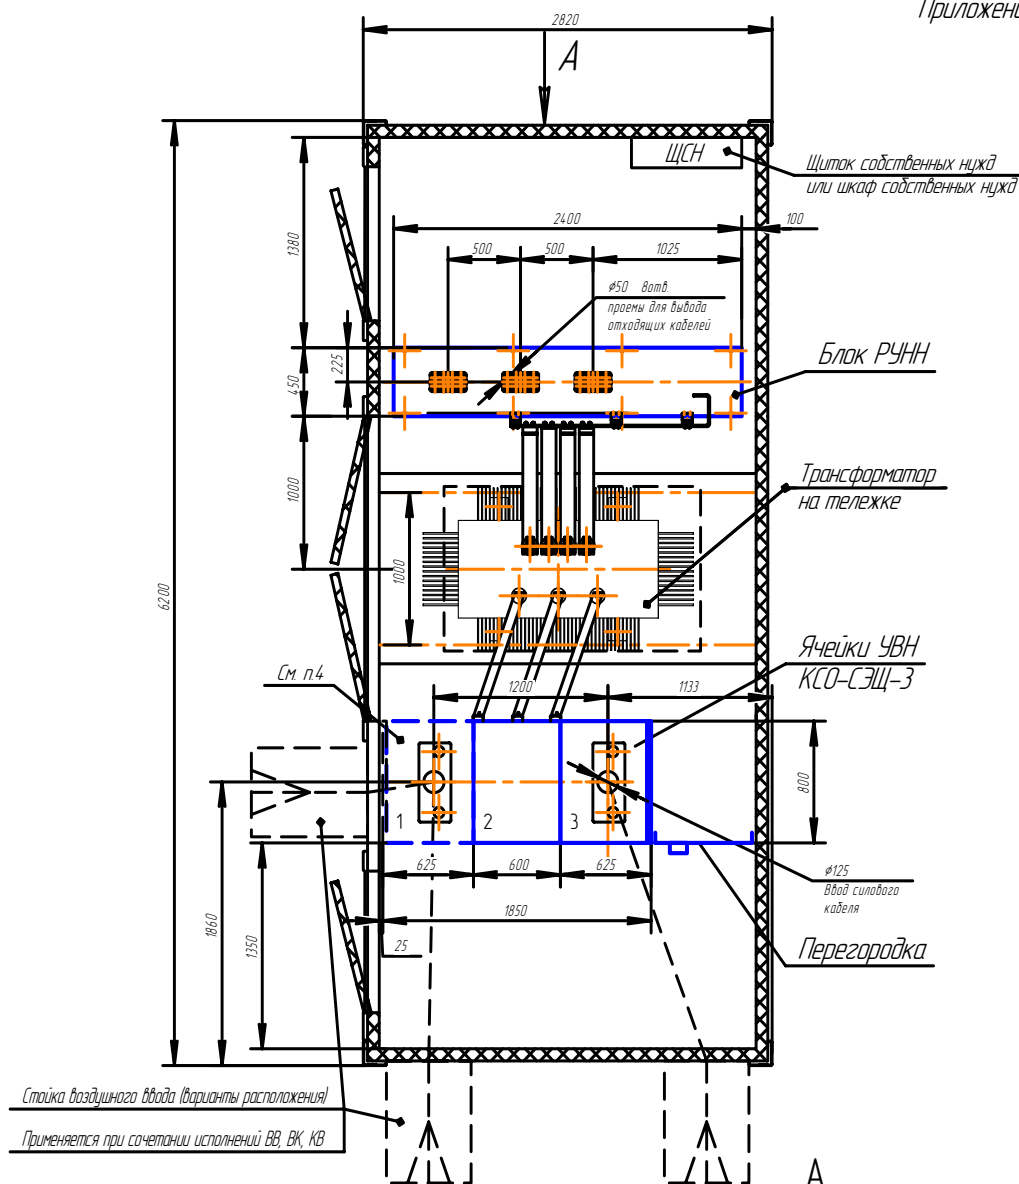 Приложени
2820
А
ЩСН
Щиток собственных нужд
или шкаф собственных нужд
2400
100
500
500
1025
1380
φ50 8отв.
проемы для вывода
отходящих кабелей
225
450
Блок РУНН
1000
Трансформатор
на тележке
1000
6200
Ячейки УВН
КСО-СЭЩ-3
См. п.4
1200
1133
800
1
2
3
625
600
625
φ125
Ввод силового
кабеля
1860
1350
1850
25
Перегородка
Стойка воздушного ввода (варианты расположения)
Применяется при сочетании исполнений ВВ, ВК, КВ
А